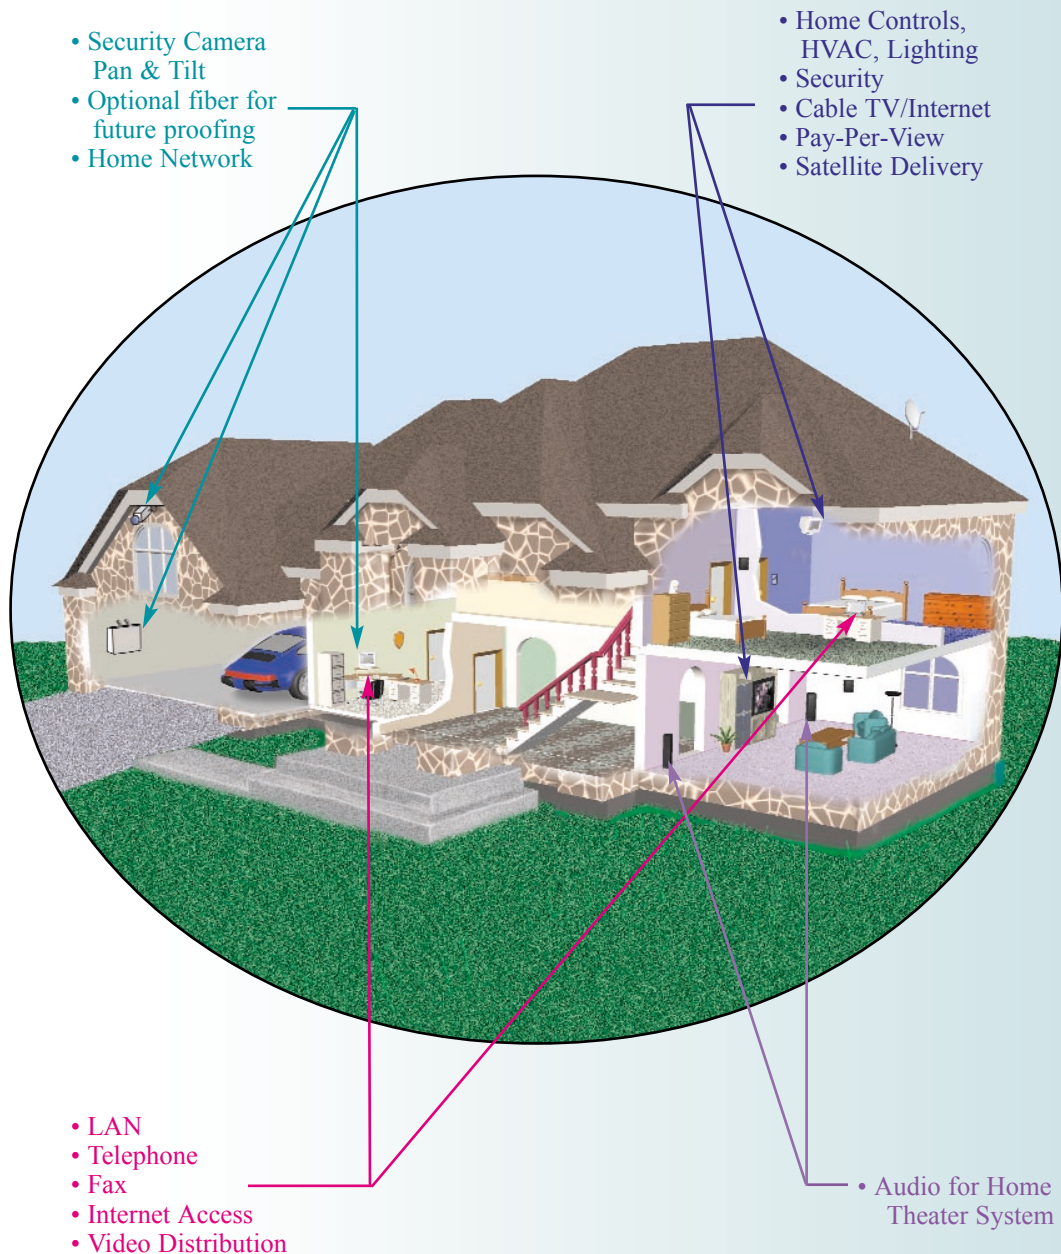 • Security Camera
Pan & Tilt
• Optional fiber for
future proofing
• Home Network
• Home Controls,
HVAC, Lighting
• Security
• Cable TV/Internet
• Pay-Per-View
• Satellite Delivery
• LAN
• Telephone
• Fax
• Internet Access
• Video Distribution
• Audio for Home
Theater System